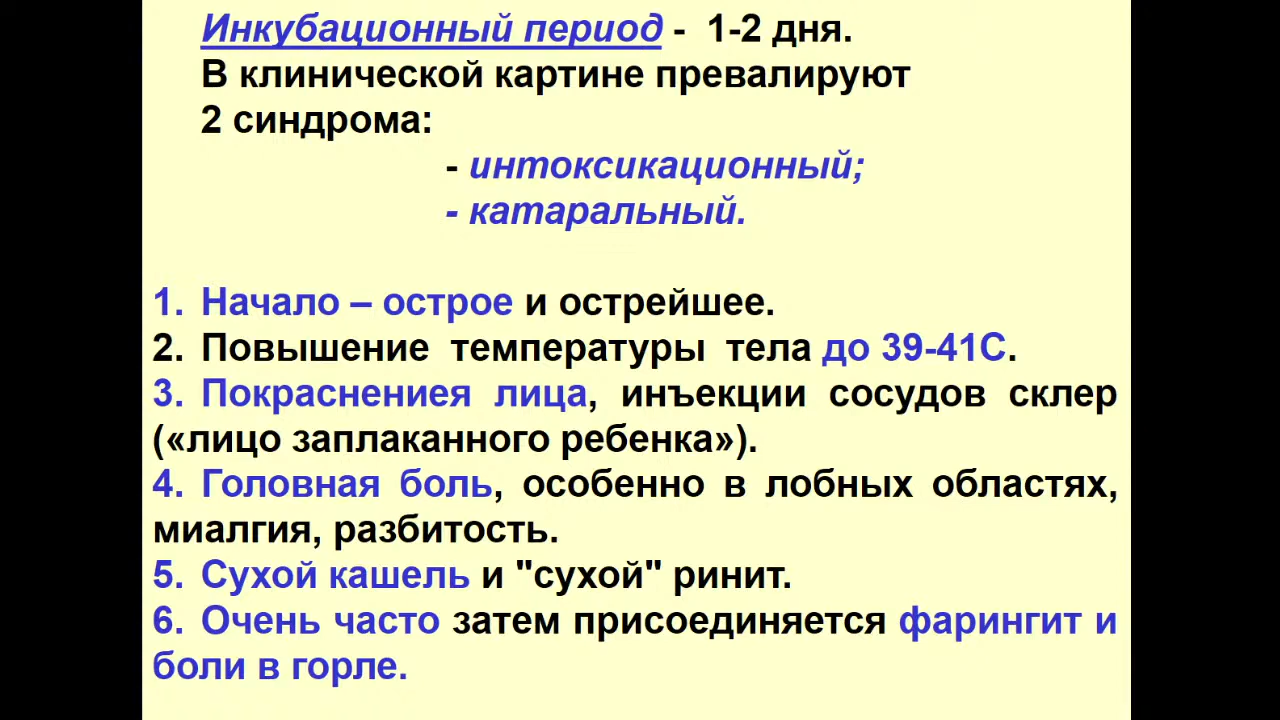 Инкубационный период - 1-2 дня.
В клинической картине превалируют
2 синдрома:
- интоксикационный;
- катаральный.
1. Начало – острое и острейшее.
2. Повышение температуры тела до 39-41С.
3. Покраснениея лица, инъекции сосудов склер
(«лицо заплаканного ребенка»).
4. Головная боль, особенно в лобных областях,
миалгия, разбитость.
5. Сухой кашель и "сухой" ринит.
6. Очень часто затем присоединяется фарингит и
боли в горле.